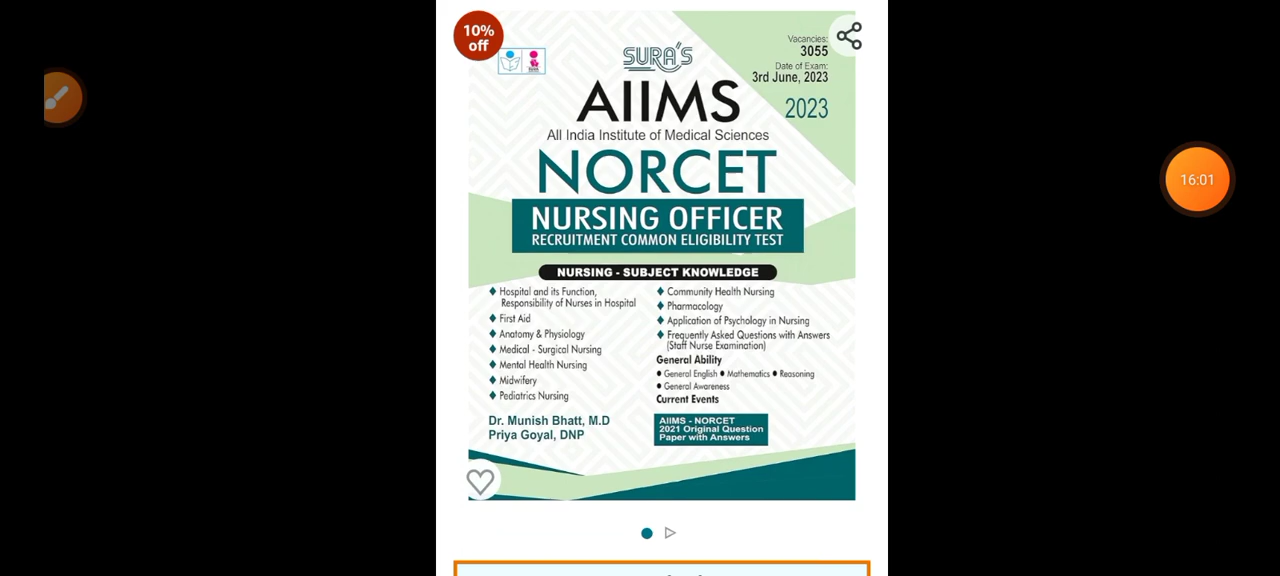 10%
off
SURA'S
Vacancies:
3055
Date of Exam:
3rd June, 2023
2023
AIIMS
All India Institute of Medical Sciences
NORCET
NURSING OFFICER
RECRUITMENT COMMON ELIGIBILITY TEST
NURSING - SUBJECT KNOWLEDGE
Hospital and its Function,
Responsibility of Nurses in Hospital
First Aid
Anatomy & Physiology
Medical - Surgical Nursing
Mental Health Nursing
Midwifery
Pediatrics Nursing
Community Health Nursing
Pharmacology
Application of Psychology in Nursing
Frequently Asked Questions with Answers
(Staff Nurse Examination)
General Ability
General English ● Mathematics ● Reasoning
General Awareness
Current Events
Dr. Munish Bhatt, M.D
Priya Goyal, DNP
AIIMS - NORCET
2021 Original Question
Paper with Answers
16:01